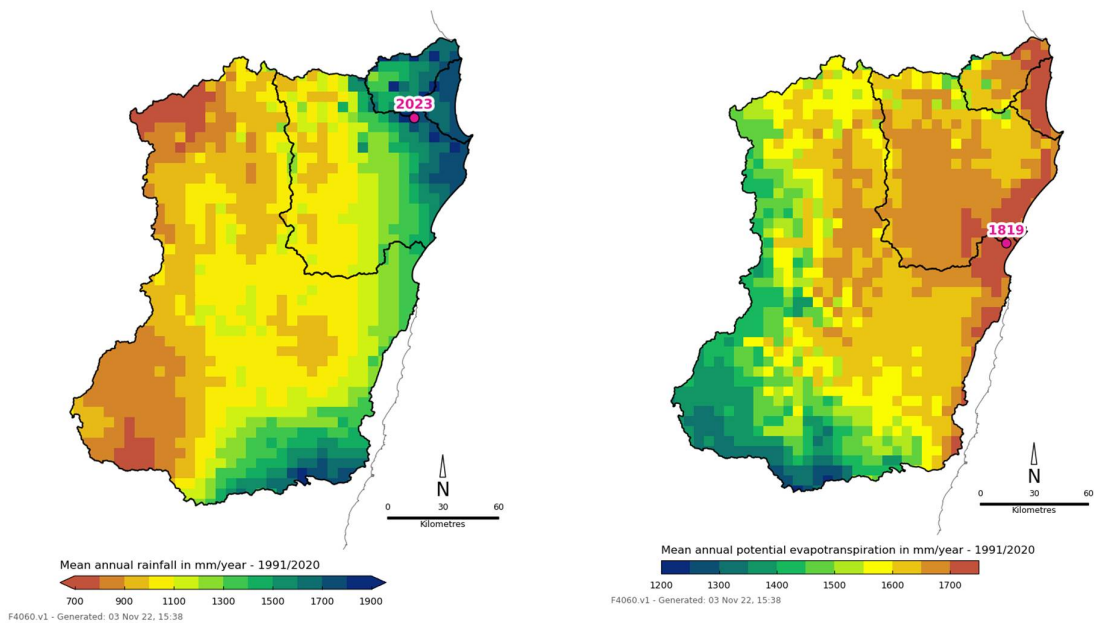 2023
N
0 30 60
Kilometres
Mean annual rainfall in mm/year - 1991/2020
700 900 1100 1300 1500 1700 1900
F4060.v1 - Generated: 03 Nov 22, 15:38
1819
N
0 30 60
Kilometres
Mean annual potential evapotranspiration in mm/year - 1991/2020
1200 1300 1400 1500 1600 1700
F4060.v1 - Generated: 03 Nov 22, 15:38